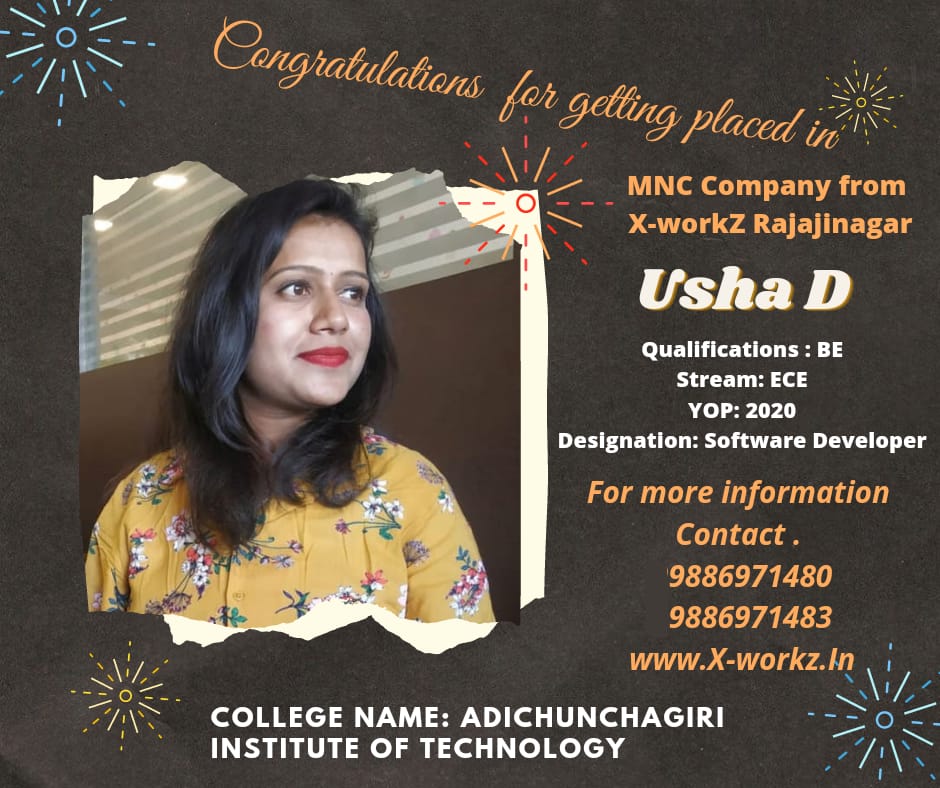 Congratulations for getting placed in
MNC Company from
X-workZ Rajajinagar
Usha D
Qualifications : BE
Stream: ECE
YOP: 2020
Designation: Software Developer
For more information
Contact .
9886971480
9886971483
www.X-workz.In
COLLEGE NAME: ADICHUNCHAGIRI
INSTITUTE OF TECHNOLOGY